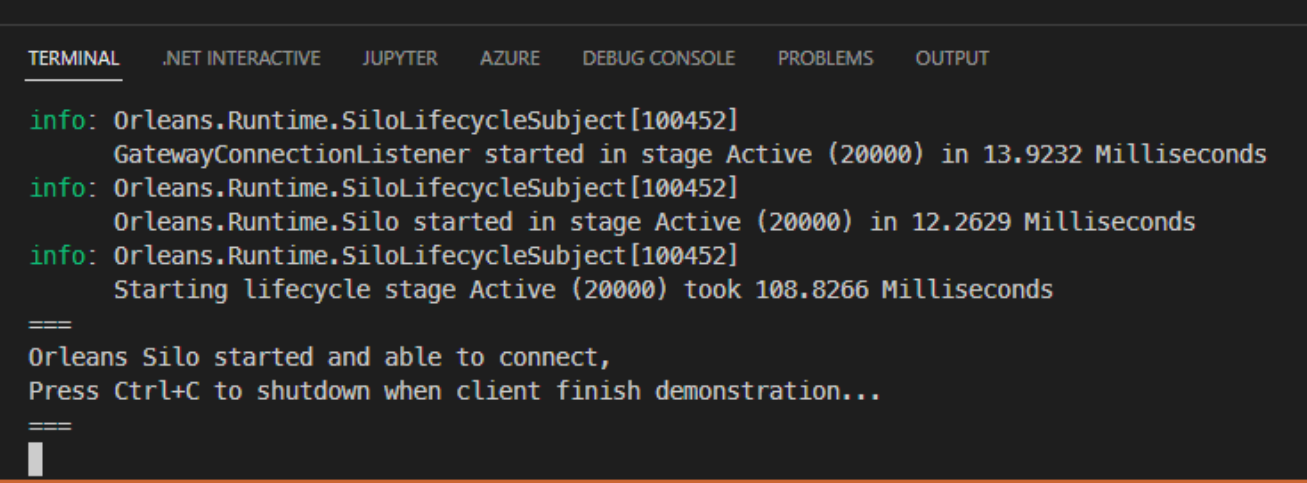 TERMINAL .NET INTERACTIVE JUPYTER AZURE DEBUG CONSOLE PROBLEMS OUTPUT
info: Orleans.Runtime.SiloLifecycleSubject[100452]
GatewayConnectionListener started in stage Active (20000) in 13.9232 Milliseconds
info: Orleans.Runtime.SiloLifecycleSubject[100452]
Orleans.Runtime.Silo started in stage Active (20000) in 12.2629 Milliseconds
info: Orleans.Runtime.SiloLifecycleSubject[100452]
Starting lifecycle stage Active (20000) took 108.8266 Milliseconds
===
Orleans Silo started and able to connect,
Press Ctrl+C to shutdown when client finish demonstration...
===